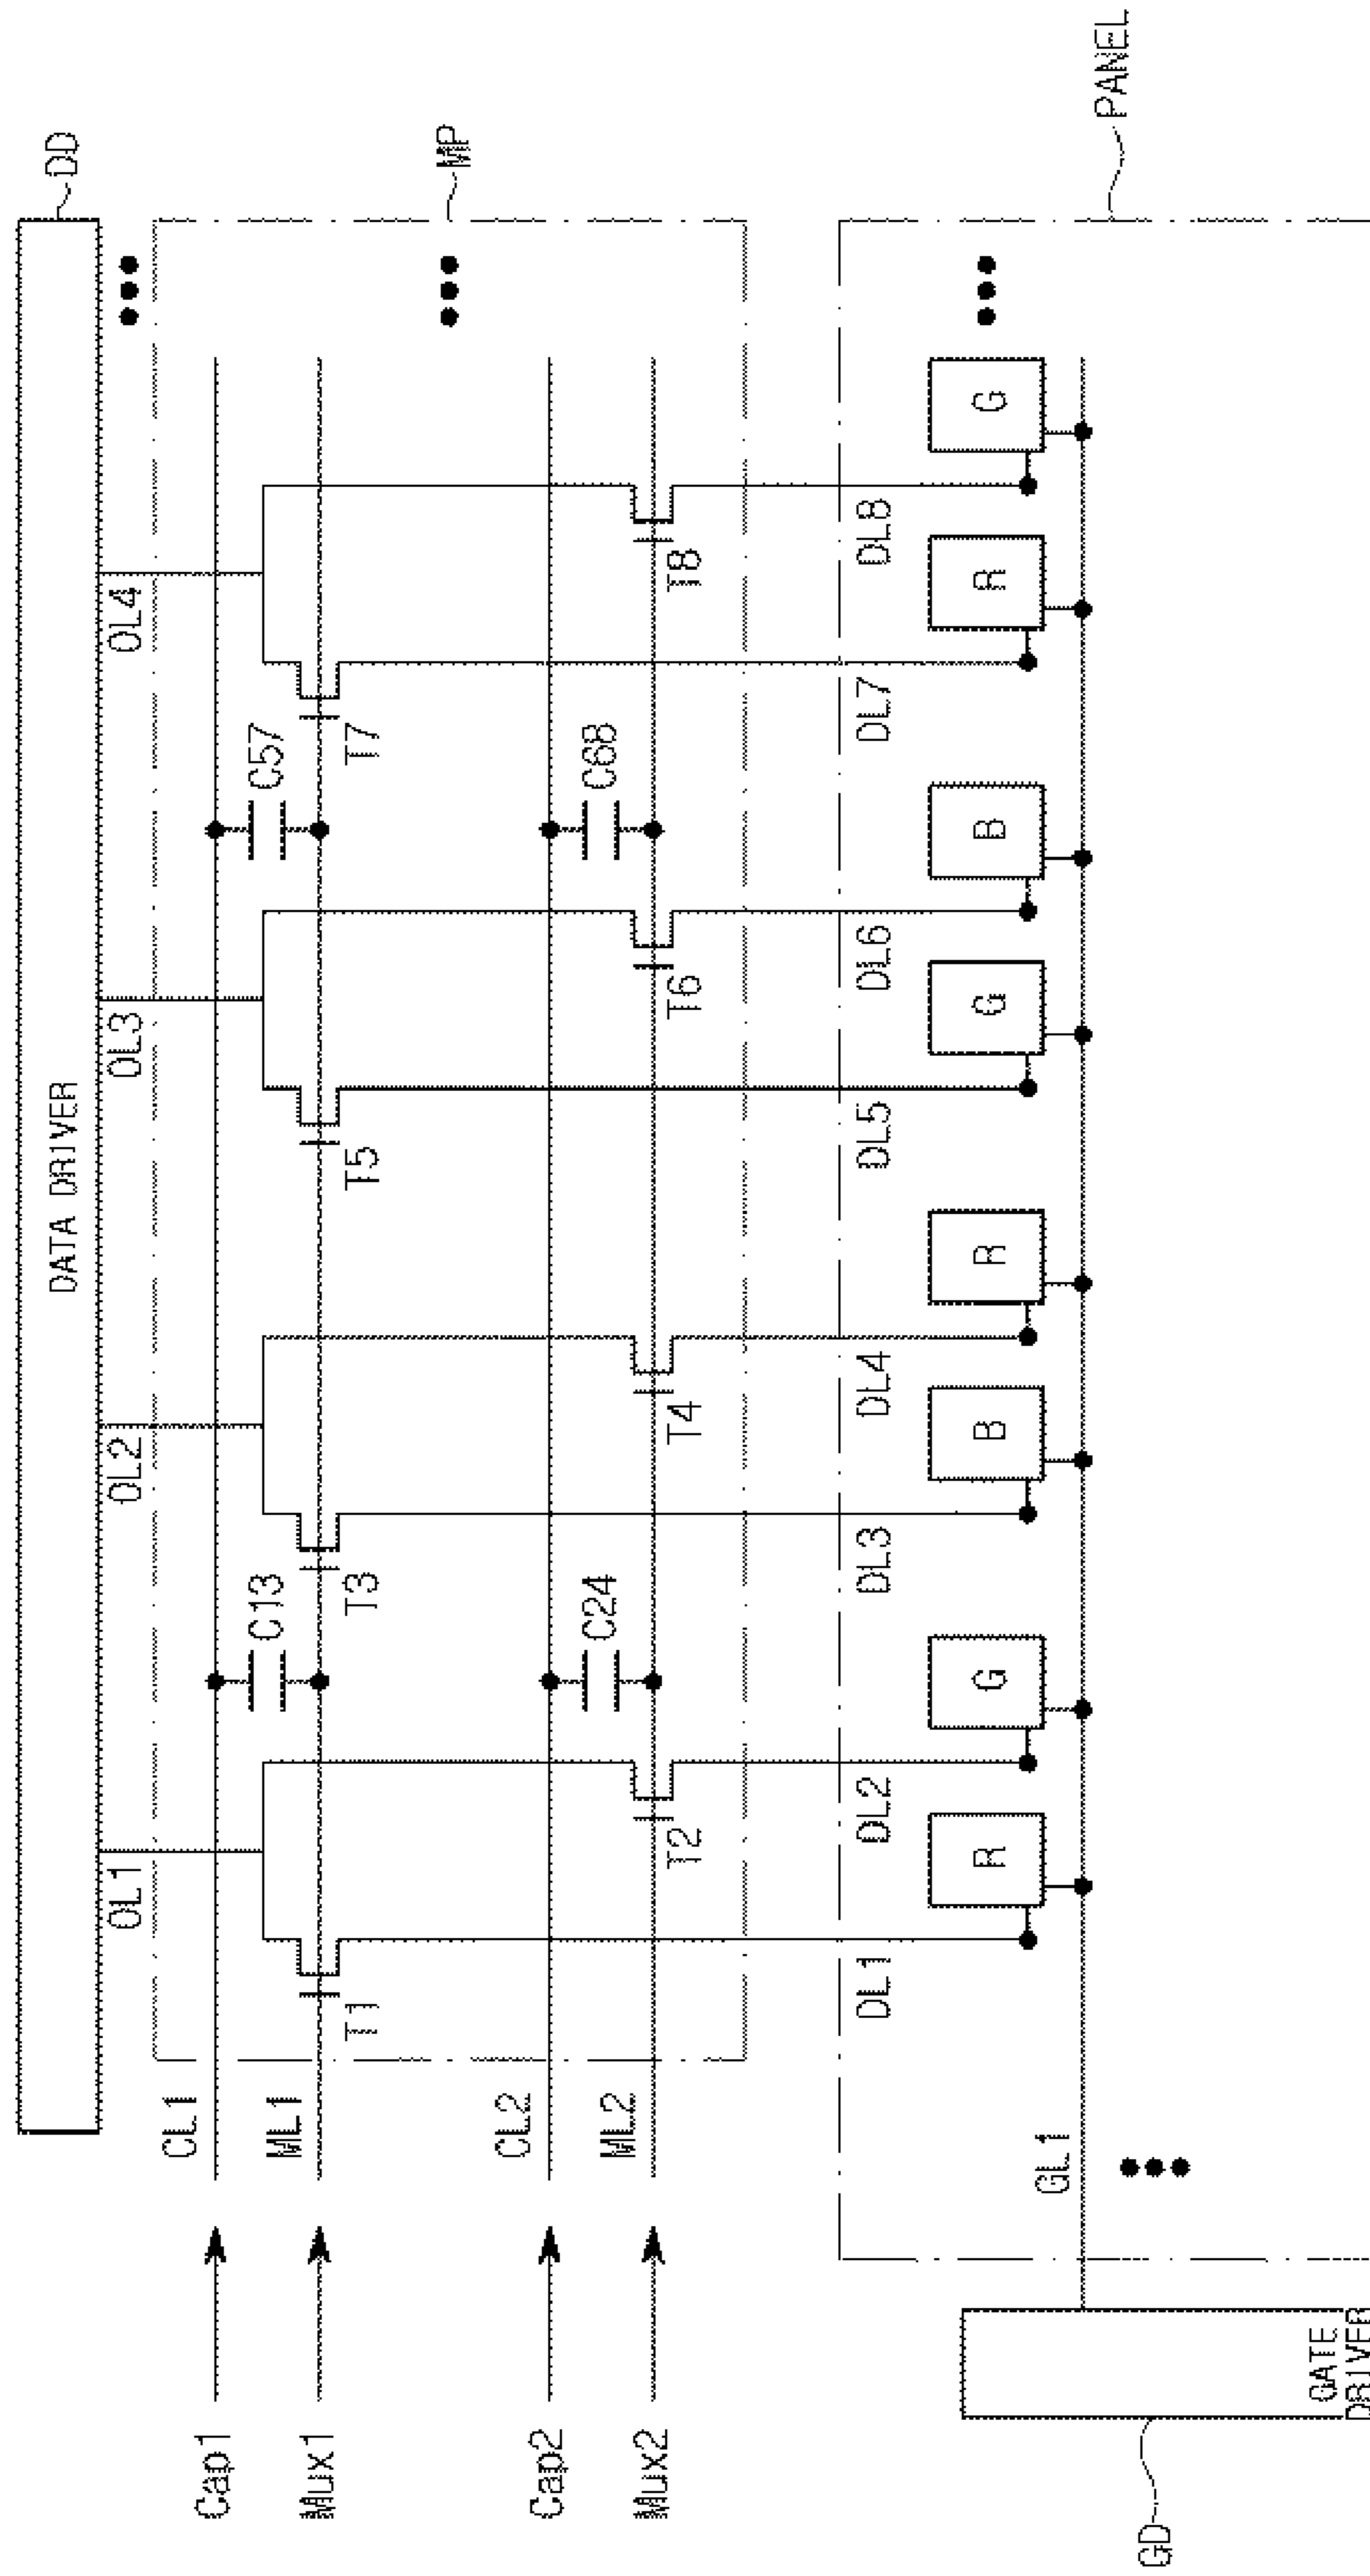 DATA DRIVER
DD
OL1
OL2
OL3
OL4
Cap1
CL1
C13
C57
Mux1
ML1
T1
T3
T5
T7
MP
Cap2
CL2
C24
C68
Mux2
ML2
T2
T4
T6
T8
DL1
DL2
DL3
DL4
DL5
DL6
DL7
DL8
R
G
B
R
G
B
R
G
GL1
PANEL
GD
GATE
DRIVER